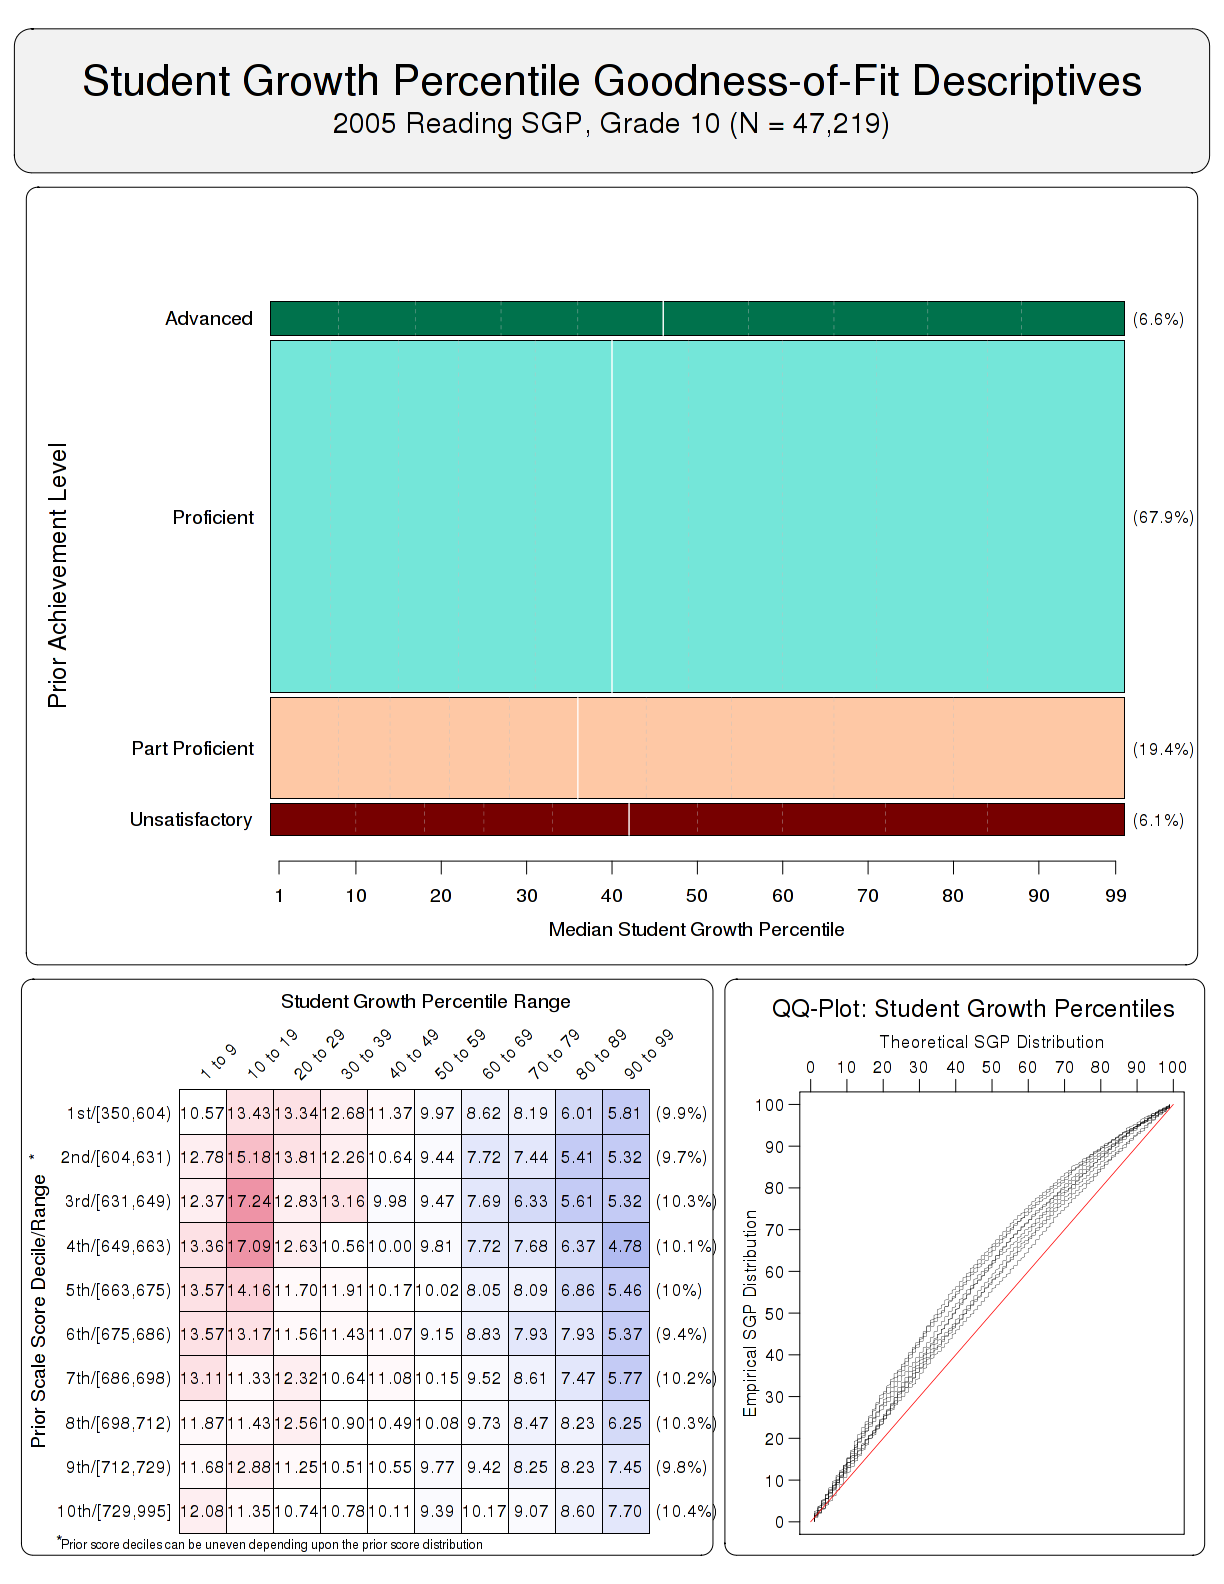 Student Growth Percentile Goodness-of-Fit Descriptives
2005 Reading SGP, Grade 10 (N = 47,219)
Prior Achievement Level
Advanced (6.6%)
Proficient (67.9%)
Part Proficient (19.4%)
Unsatisfactory (6.1%)
1 10 20 30 40 50 60 70 80 90 99
Median Student Growth Percentile
Student Growth Percentile Range
1 to 9 10 to 19 20 to 29 30 to 39 40 to 49 50 to 59 60 to 69 70 to 79 80 to 89 90 to 99
Prior Scale Score Decile/Range *
1st/[350,604) 10.57 13.43 13.34 12.68 11.37 9.97 8.62 8.19 6.01 5.81 (9.9%)
2nd/[604,631) 12.78 15.18 13.81 12.26 10.64 9.44 7.72 7.44 5.41 5.32 (9.7%)
3rd/[631,649) 12.37 17.24 12.83 13.16 9.98 9.47 7.69 6.33 5.61 5.32 (10.3%)
4th/[649,663) 13.36 17.09 12.63 10.56 10.00 9.81 7.72 7.68 6.37 4.78 (10.1%)
5th/[663,675) 13.57 14.16 11.70 11.91 10.17 10.02 8.05 8.09 6.86 5.46 (10%)
6th/[675,686) 13.57 13.17 11.56 11.43 11.07 9.15 8.83 7.93 7.93 5.37 (9.4%)
7th/[686,698) 13.11 11.33 12.32 10.64 11.08 10.15 9.52 8.61 7.47 5.77 (10.2%)
8th/[698,712) 11.87 11.43 12.56 10.90 10.49 10.08 9.73 8.47 8.23 6.25 (10.3%)
9th/[712,729) 11.68 12.88 11.25 10.51 10.55 9.77 9.42 8.25 8.23 7.45 (9.8%)
10th/[729,995] 12.08 11.35 10.74 10.78 10.11 9.39 10.17 9.07 8.60 7.70 (10.4%)
*Prior score deciles can be uneven depending upon the prior score distribution
QQ-Plot: Student Growth Percentiles
Theoretical SGP Distribution
0 10 20 30 40 50 60 70 80 90 100
Empirical SGP Distribution
100
90
80
70
60
50
40
30
20
10
0